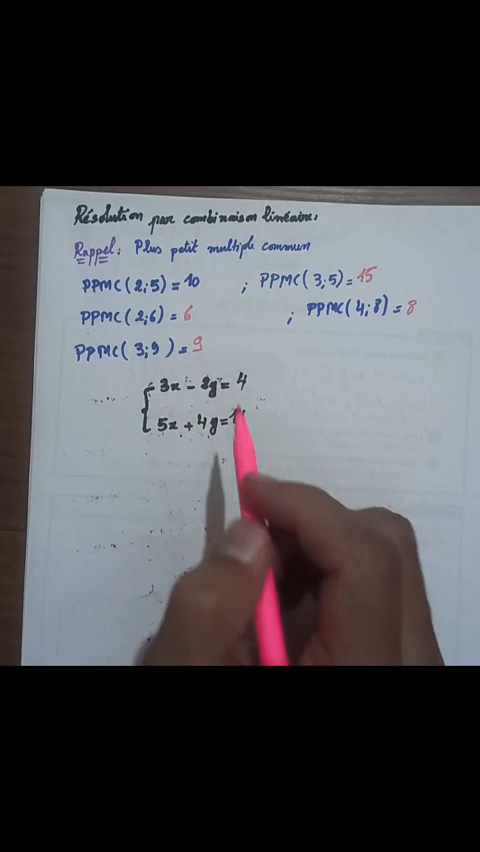 Résolution par combinaison linéaire:
Rappel: Plus petit multiple commun
PPMC(2;5)=10 ; PPMC(3;5)=15
PPMC(2;6)=6 ; PPMC(4;8)=8
PPMC(3;9)=9
3x-2y=4
5x+4y=